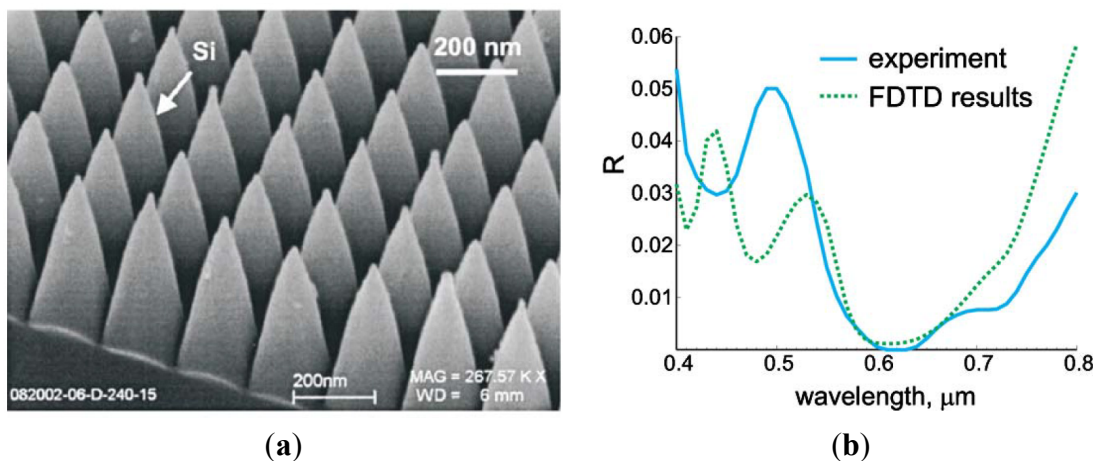 Si
200 nm
082002-06-D-240-15
200nm
MAG = 267.57 K X
WD = 6 mm
(a)
0.06
0.05
0.04
0.03
0.02
0.01
R
experiment
FDTD results
0.4 0.5 0.6 0.7 0.8
wavelength, μm
(b)